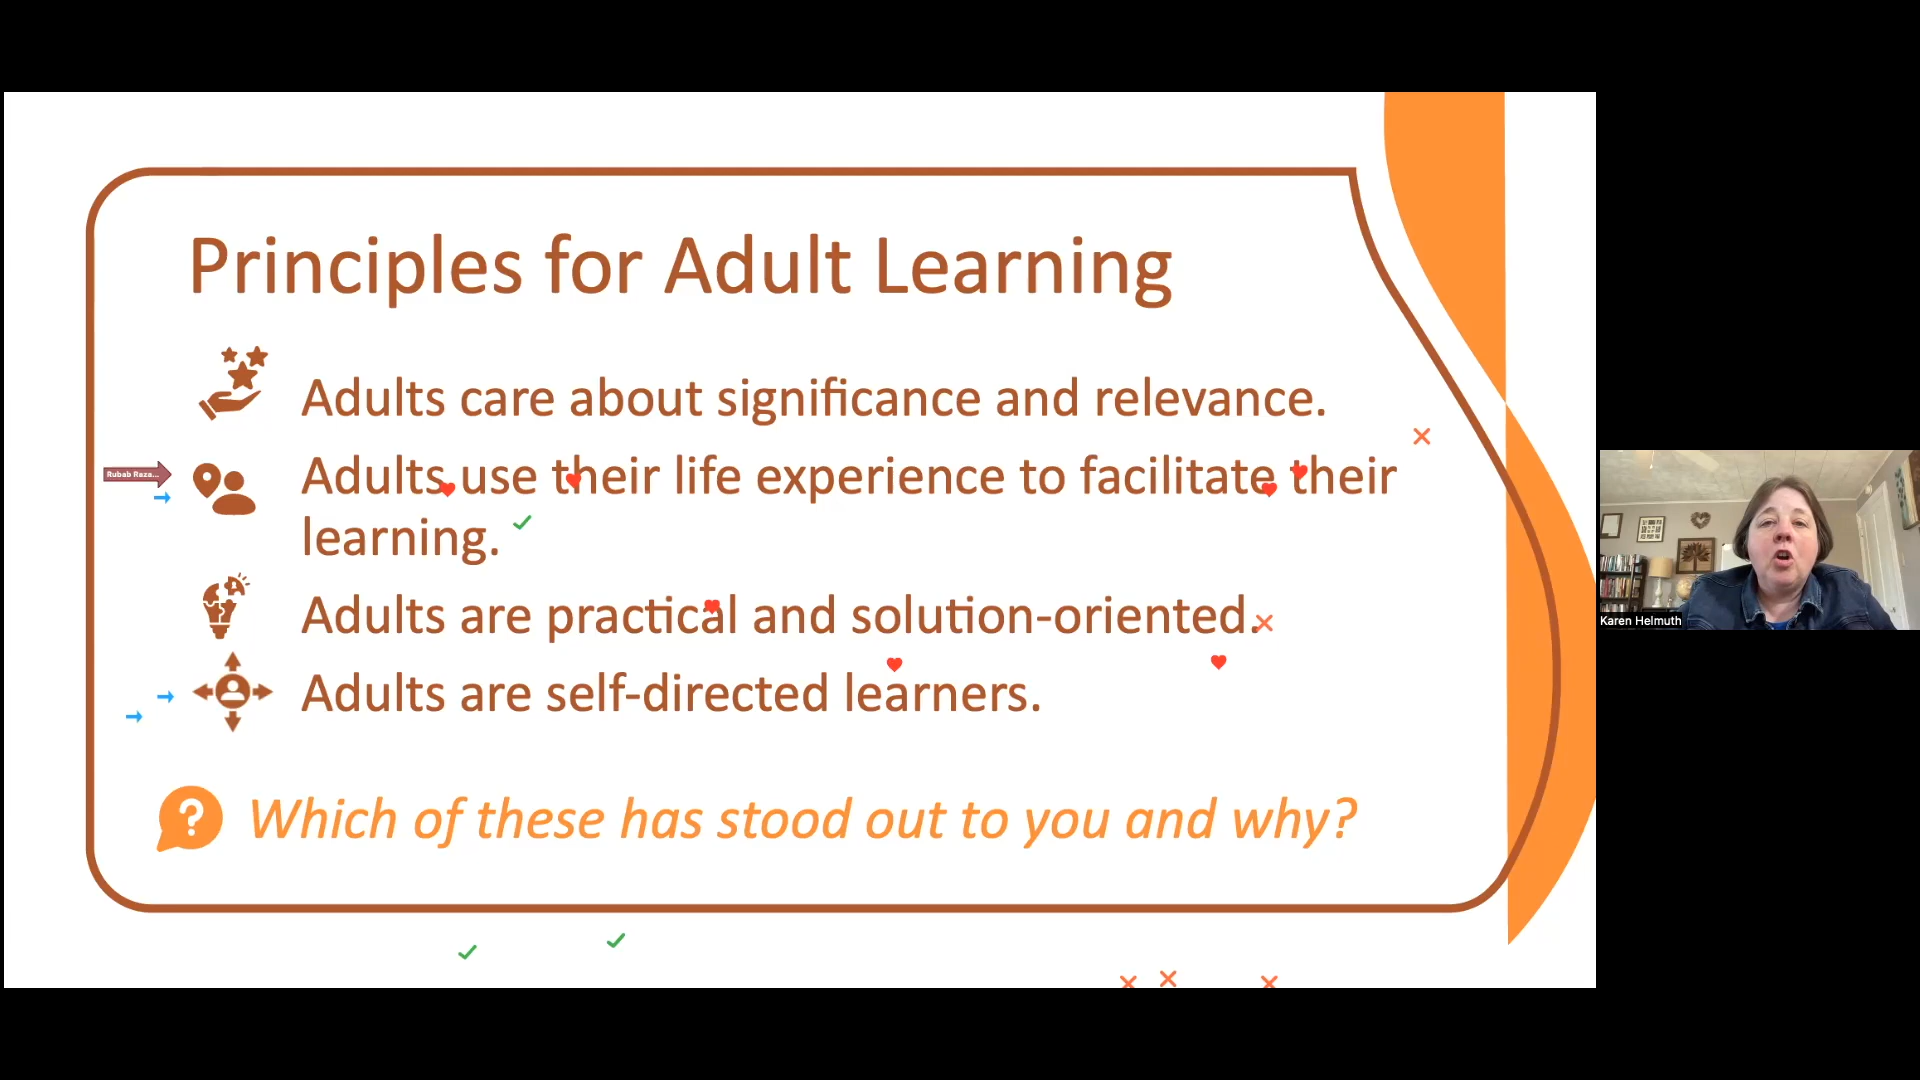 Principles for Adult Learning
Adults care about significance and relevance.
Rubab Raza...
Adults use their life experience to facilitate their
learning.
Adults are practical and solution-oriented.
Adults are self-directed learners.
? Which of these has stood out to you and why?
Karen Helmuth